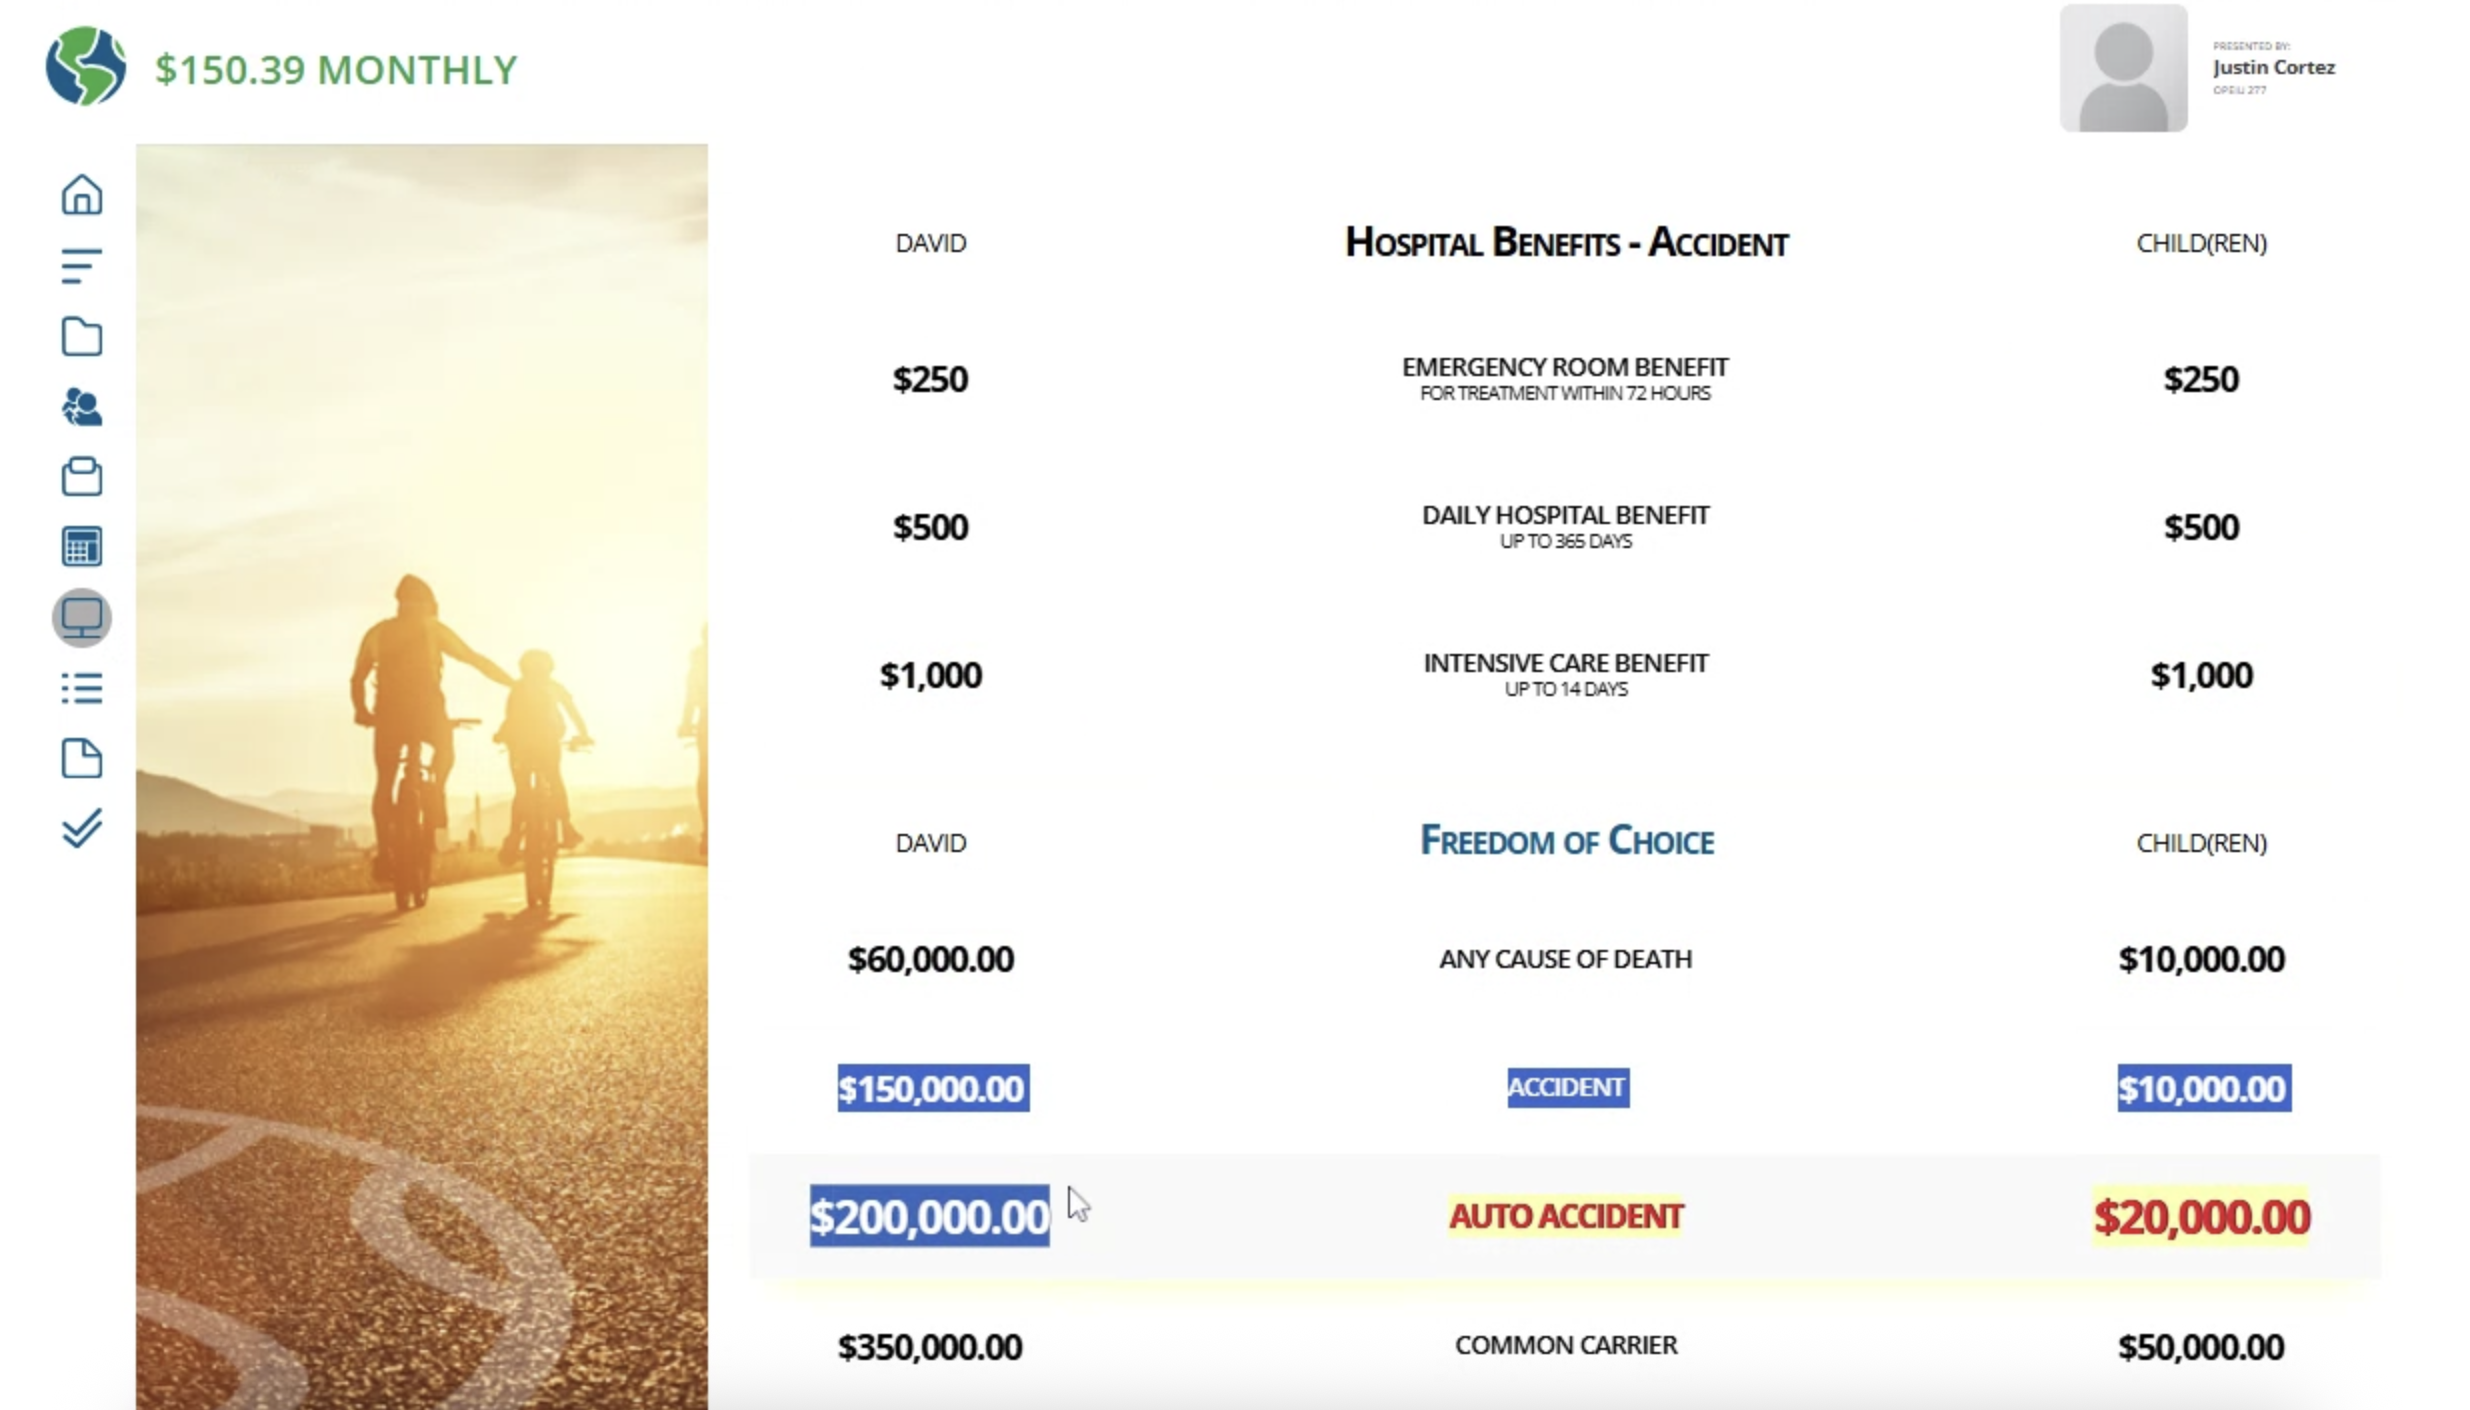 $150.39 MONTHLY
PRESENTED BY:
Justin Cortez
OPEIU 277
DAVID HOSPITAL BENEFITS - ACCIDENT CHILD(REN)
$250 EMERGENCY ROOM BENEFIT $250
FOR TREATMENT WITHIN 72 HOURS
$500 DAILY HOSPITAL BENEFIT $500
UP TO 365 DAYS
$1,000 INTENSIVE CARE BENEFIT $1,000
UP TO 14 DAYS
DAVID FREEDOM OF CHOICE CHILD(REN)
$60,000.00 ANY CAUSE OF DEATH $10,000.00
$150,000.00 ACCIDENT $10,000.00
$200,000.00 AUTO ACCIDENT $20,000.00
$350,000.00 COMMON CARRIER $50,000.00